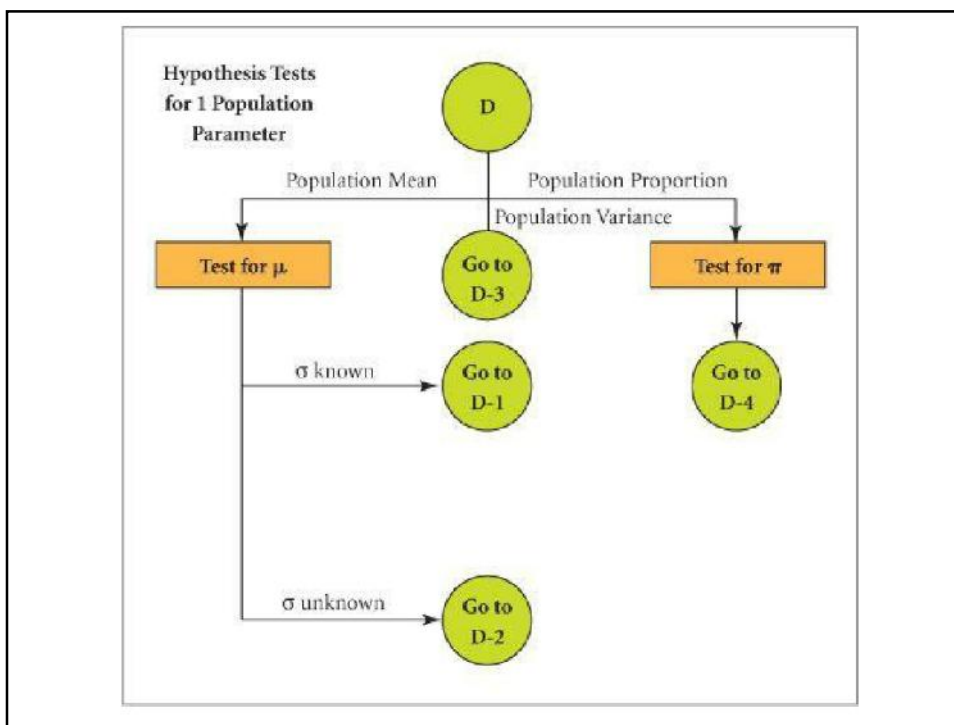 Hypothesis Tests
for 1 Population
Parameter
D
Population Mean
Population Proportion
Population Variance
Test for μ
Go to
D-3
Test for π
σ known
Go to
D-1
Go to
D-4
σ unknown
Go to
D-2